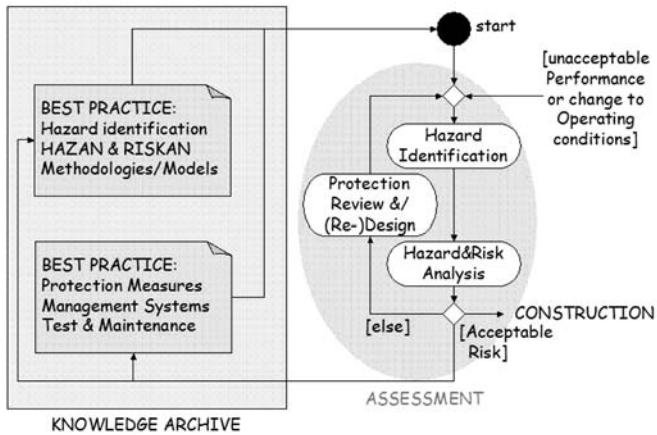 start
[unacceptable
Performance
or change to
Operating
conditions]
BEST PRACTICE:
Hazard identification
HAZAN & RISKAN
Methodologies/Models
Hazard
Identification
Protection
Review &/
(Re-)Design
BEST PRACTICE:
Protection Measures
Management Systems
Test & Maintenance
Hazard&Risk
Analysis
CONSTRUCTION
[else]
[Acceptable
Risk]
ASSESSMENT
KNOWLEDGE ARCHIVE